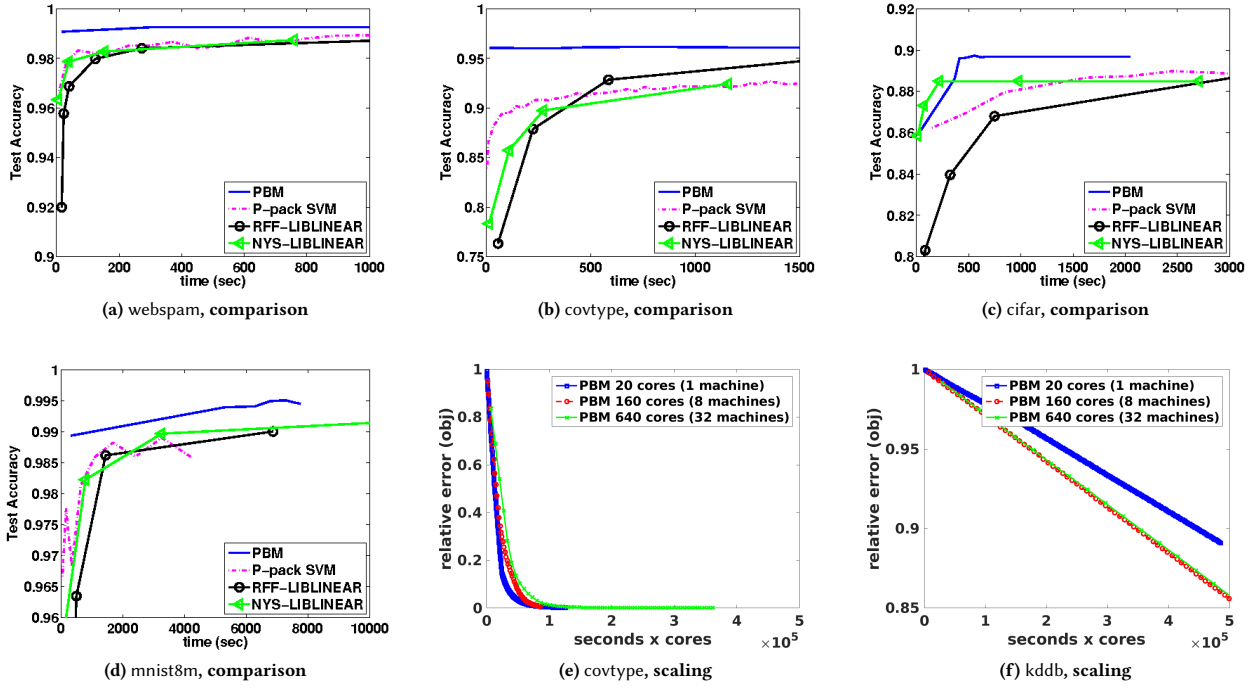 1
0.98
0.96
0.94
0.92
0.9
Test Accuracy
0 200 400 600 800 1000
time (sec)
PBM
P-pack SVM
RFF-LIBLINEAR
NYS-LIBLINEAR
(a) webspam, comparison
1
0.95
0.9
0.85
0.8
0.75
Test Accuracy
0 500 1000 1500
time (sec)
PBM
P-pack SVM
RFF-LIBLINEAR
NYS-LIBLINEAR
(b) covtype, comparison
0.92
0.9
0.88
0.86
0.84
0.82
0.8
Test Accuracy
0 500 1000 1500 2000 2500 3000
time (sec)
PBM
P-pack SVM
RFF-LIBLINEAR
NYS-LIBLINEAR
(c) cifar, comparison
1
0.995
0.99
0.985
0.98
0.975
0.97
0.965
0.96
Test Accuracy
0 2000 4000 6000 8000 10000
time (sec)
PBM
P-pack SVM
RFF-LIBLINEAR
NYS-LIBLINEAR
(d) mnist8m, comparison
1
0.8
0.6
0.4
0.2
0
relative error (obj)
PBM 20 cores (1 machine)
PBM 160 cores (8 machines)
PBM 640 cores (32 machines)
0 1 2 3 4 5
seconds x cores ×10^5
(e) covtype, scaling
1
0.95
0.9
0.85
relative error (obj)
PBM 20 cores (1 machine)
PBM 160 cores (8 machines)
PBM 640 cores (32 machines)
0 1 2 3 4 5
seconds x cores ×10^5
(f) kddb, scaling